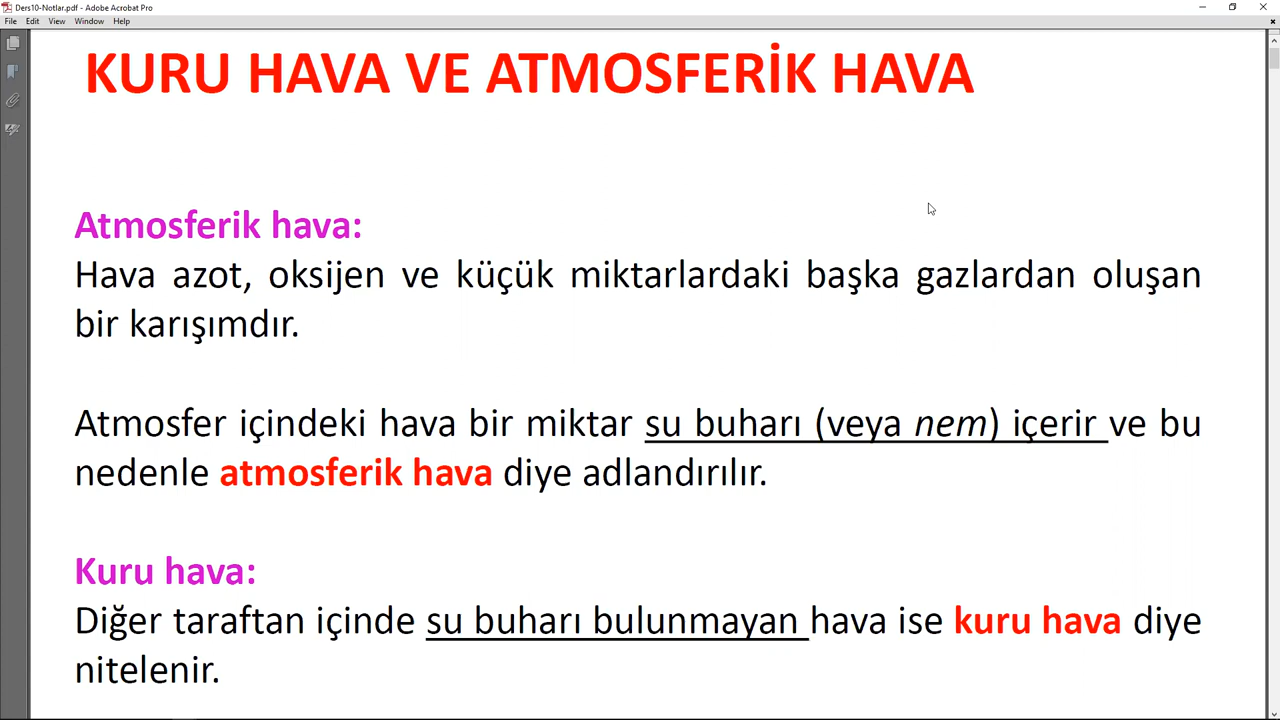 Ders10-Notlar.pdf - Adobe Acrobat Pro
File Edit View Window Help
KURU HAVA VE ATMOSFERİK HAVA
Atmosferik hava:
Hava azot, oksijen ve küçük miktarlardaki başka gazlardan oluşan
bir karışımdır.
Atmosfer içindeki hava bir miktar su buharı (veya nem) içerir ve bu
nedenle atmosferik hava diye adlandırılır.
Kuru hava:
Diğer taraftan içinde su buharı bulunmayan hava ise kuru hava diye
nitelenir.